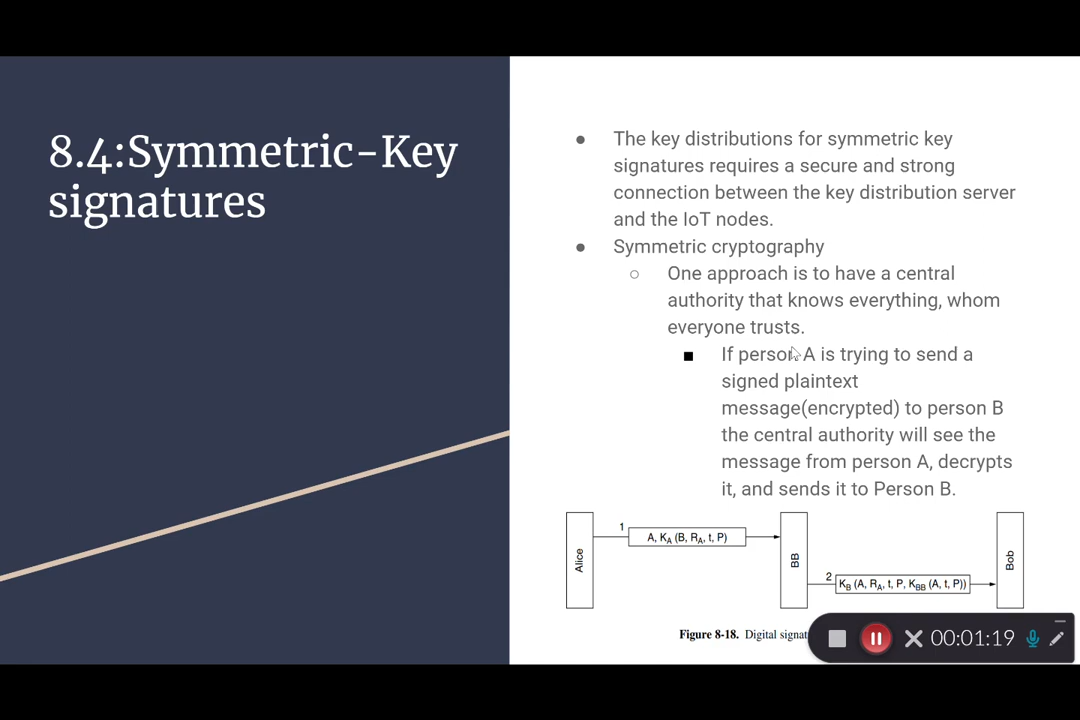 8.4:Symmetric-Key
signatures
● The key distributions for symmetric key
signatures requires a secure and strong
connection between the key distribution server
and the IoT nodes.
● Symmetric cryptography
○ One approach is to have a central
authority that knows everything, whom
everyone trusts.
■ If person A is trying to send a
signed plaintext
message(encrypted) to person B
the central authority will see the
message from person A, decrypts
it, and sends it to Person B.
Alice
1
A, KA (B, RA, t, P)
BB
2
KB (A, RA, t, P, KBB (A, t, P))
Bob
Figure 8-18. Digital
00:01:19